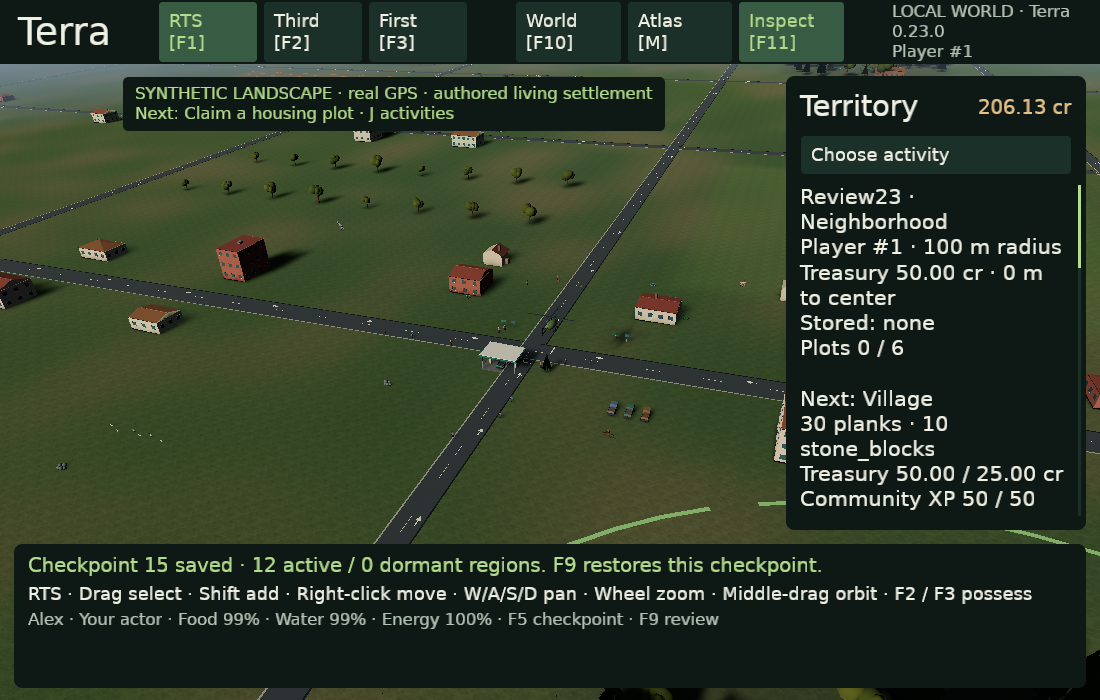 Terra
RTS
[F1]
Third
[F2]
First
[F3]
World
[F10]
Atlas
[M]
Inspect
[F11]
LOCAL WORLD · Terra
0.23.0
Player #1
SYNTHETIC LANDSCAPE · real GPS · authored living settlement
Next: Claim a housing plot · J activities
Territory
206.13 cr
Choose activity
Review23 ·
Neighborhood
Player #1 · 100 m radius
Treasury 50.00 cr · 0 m
to center
Stored: none
Plots 0 / 6
Next: Village
30 planks · 10
stone_blocks
Treasury 50.00 / 25.00 cr
Community XP 50 / 50
Checkpoint 15 saved · 12 active / 0 dormant regions. F9 restores this checkpoint.
RTS · Drag select · Shift add · Right-click move · W/A/S/D pan · Wheel zoom · Middle-drag orbit · F2 / F3 possess
Alex · Your actor · Food 99% · Water 99% · Energy 100% · F5 checkpoint · F9 review